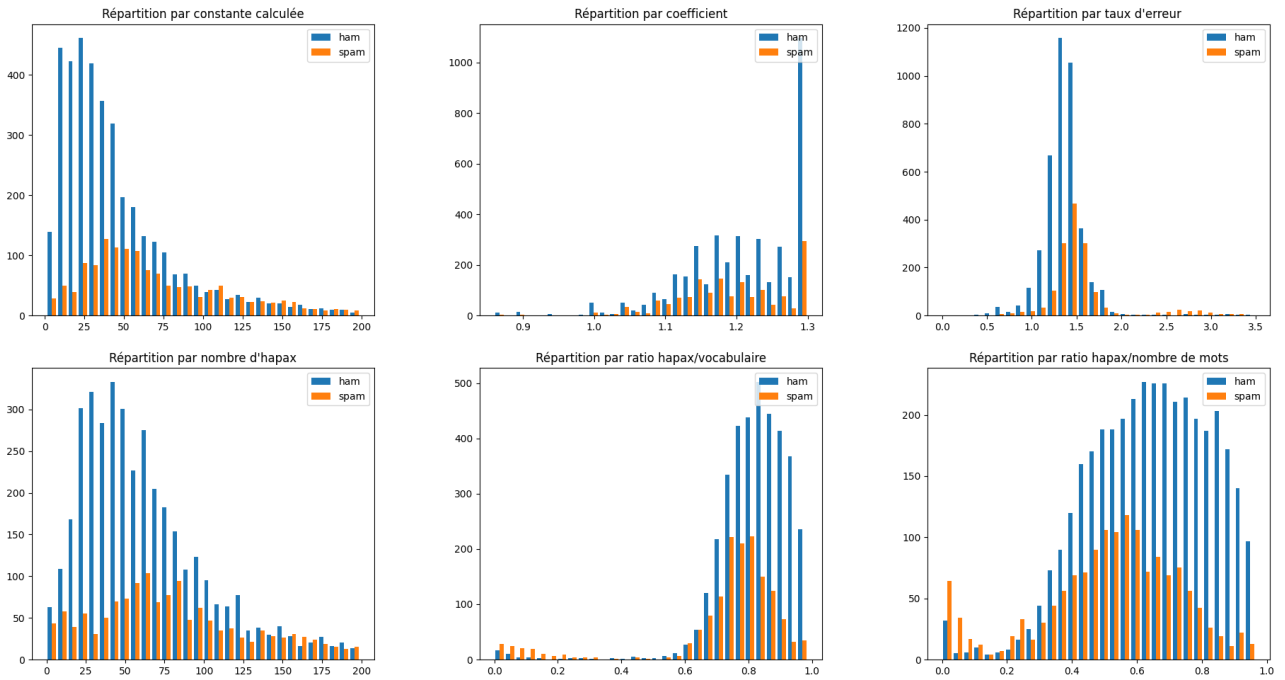 Répartition par constante calculée
ham
spam
400
300
200
100
0
0 25 50 75 100 125 150 175 200
Répartition par coefficient
ham
spam
1000
800
600
400
200
0
0.9 1.0 1.1 1.2 1.3
Répartition par taux d'erreur
ham
spam
1200
1000
800
600
400
200
0
0.0 0.5 1.0 1.5 2.0 2.5 3.0 3.5
Répartition par nombre d'hapax
ham
spam
300
250
200
150
100
50
0
0 25 50 75 100 125 150 175 200
Répartition par ratio hapax/vocabulaire
ham
spam
500
400
300
200
100
0
0.0 0.2 0.4 0.6 0.8 1.0
Répartition par ratio hapax/nombre de mots
ham
spam
200
150
100
50
0
0.0 0.2 0.4 0.6 0.8 1.0